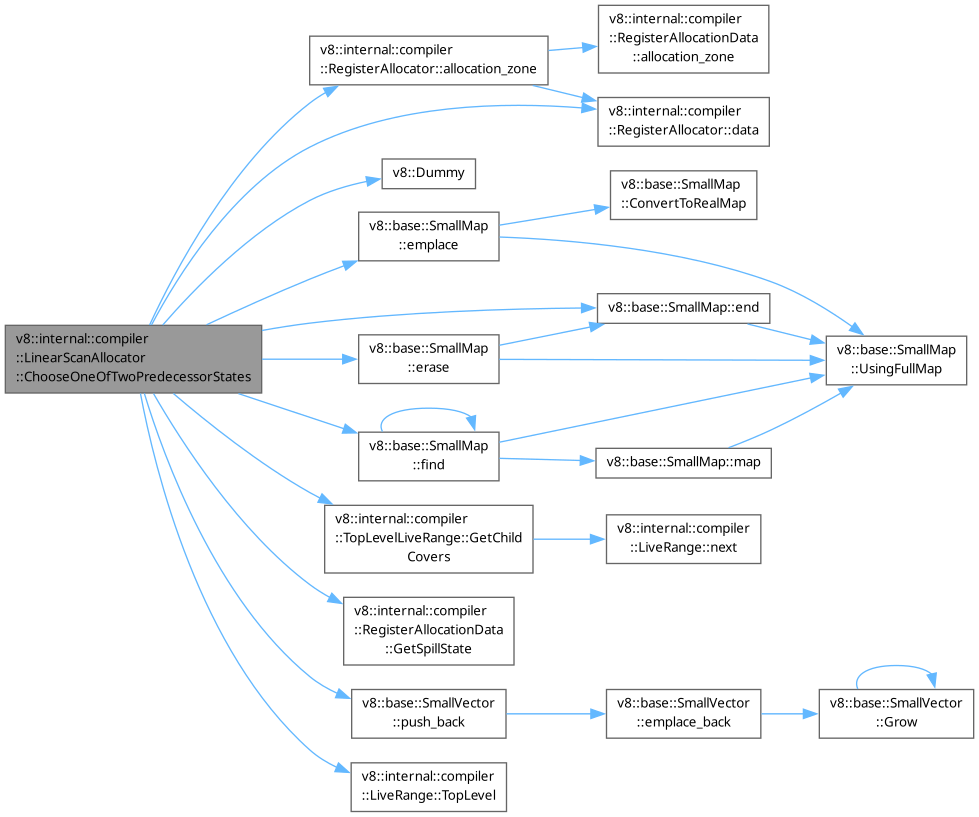 v8::internal::compiler
::LinearScanAllocator
::ChooseOneOfTwoPredecessorStates
v8::internal::compiler
::RegisterAllocator::allocation_zone
v8::internal::compiler
::RegisterAllocationData
::allocation_zone
v8::internal::compiler
::RegisterAllocator::data
v8::Dummy
v8::base::SmallMap
::emplace
v8::base::SmallMap
::ConvertToRealMap
v8::base::SmallMap::end
v8::base::SmallMap
::erase
v8::base::SmallMap
::UsingFullMap
v8::base::SmallMap
::find
v8::base::SmallMap::map
v8::internal::compiler
::TopLevelLiveRange::GetChild
Covers
v8::internal::compiler
::LiveRange::next
v8::internal::compiler
::RegisterAllocationData
::GetSpillState
v8::base::SmallVector
::push_back
v8::base::SmallVector
::emplace_back
v8::base::SmallVector
::Grow
v8::internal::compiler
::LiveRange::TopLevel